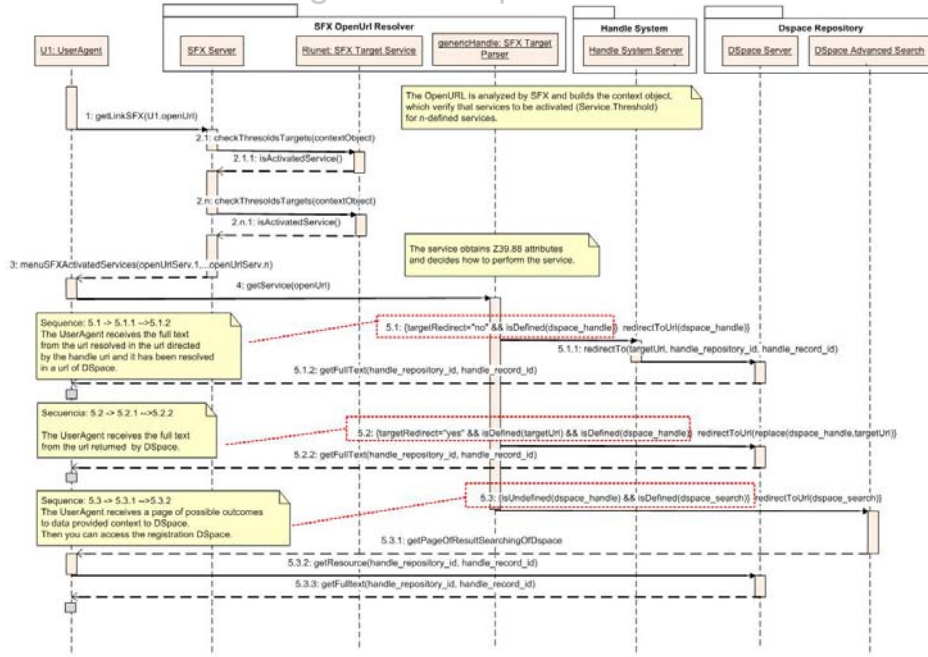 SFX OpenUrl Resolver
Handle System
Dspace Repository
U1: UserAgent
SFX Server
Riunet: SFX Target Service
genericHandle: SFX Target
Parser
Handle System Server
DSpace Server
DSpace Advanced Search
The OpenURL is analyzed by SFX and builds the context object,
which verify that services to be activated (Service.Threshold)
for n-defined services.
1: getLinkSFX(U1.openUrl)
2.1: checkThresoldsTargets(contextObject)
2.1.1: isActivatedService()
2.n: checkThresoldsTargets(contextObject)
2.n.1: isActivatedService()
The service obtains Z39.88 attributes
and decides how to perform the service.
3: menuSFXActivatedServices(openUrlServ.1,...openUrlServ.n)
4: getService(openUrl)
Sequence: 5.1 -> 5.1.1 -->5.1.2
The UserAgent receives the full text
from the url resolved in the url directed
by the handle uri and it has been resolved
in a url of DSpace.
5.1: {targetRedirect="no" && isDefined(dspace_handle)} redirectToUrl(dspace_handle)}
5.1.1: redirectTo(targetUrl, handle_repository_id, handle_record_id)
5.1.2: getFullText(handle_repository_id, handle_record_id)
Secuencia: 5.2 -> 5.2.1 -->5.2.2
The UserAgent receives the full text
from the url returned by DSpace.
5.2: {targetRedirect="yes" && isDefined(targetUrl) && isDefined(dspace_handle)} redirectToUrl(replace(dspace_handle,targetUrl)}
5.2.2: getFullText(handle_repository_id, handle_record_id)
Sequence: 5.3 -> 5.3.1 -->5.3.2
The UserAgent receives a page of possible outcomes
to data provided context to DSpace.
Then you can access the registration DSpace.
5.3: {isUndefined(dspace_handle) && isDefined(dspace_search)} redirectToUrl(dspace_search)}
5.3.1: getPageOfResultSearchingOfDspace
5.3.2: getResource(handle_repository_id, handle_record_id)
5.3.3: getFulltext(handle_repository_id, handle_record_id)